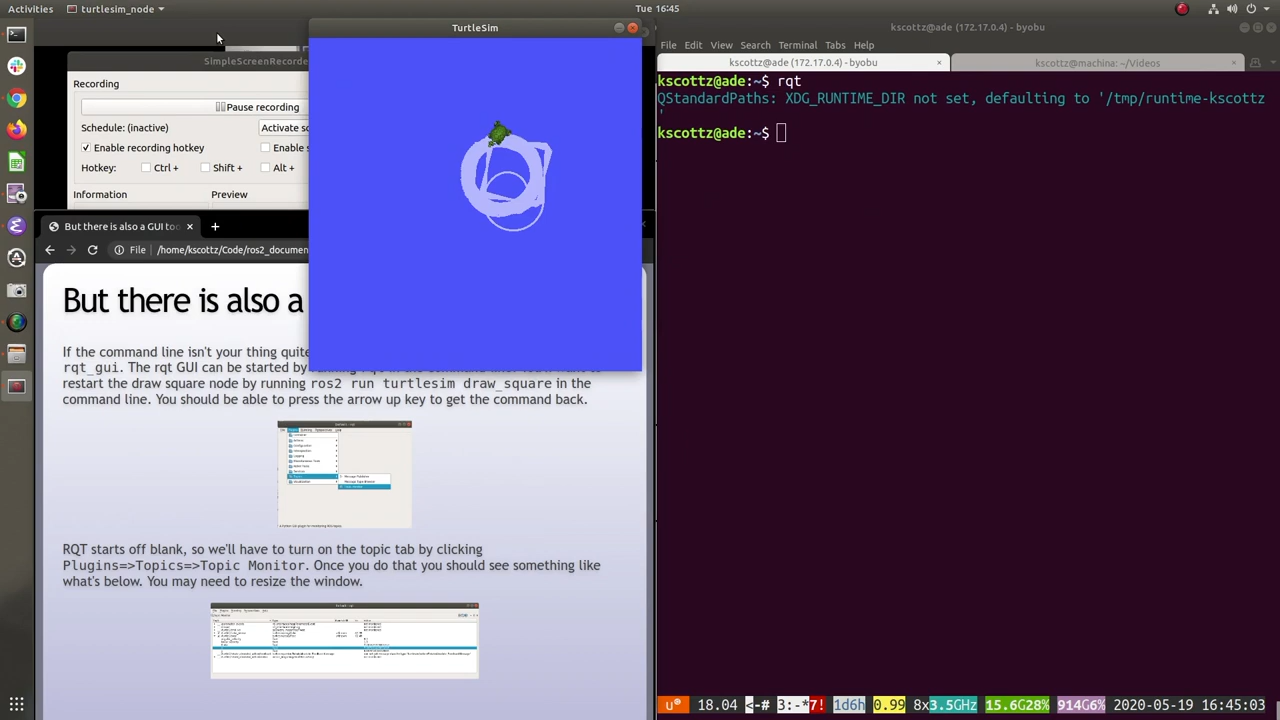 Activities
turtlesim_node
Tue 16:45
TurtleSim
kscottz@ade (172.17.0.4) - byobu
File Edit View Search Terminal Tabs Help
kscottz@ade (172.17.0.4) - byobu
kscottz@machina: ~/Videos
SimpleScreenRecorde
Recording
Pause recording
Schedule: (inactive)
Activate sc
Enable recording hotkey
Enable s
Hotkey: Ctrl + Shift + Alt +
Information
Preview
kscottz@ade:~$ rqt
QStandardPaths: XDG_RUNTIME_DIR not set, defaulting to '/tmp/runtime-kscottz
'
kscottz@ade:~$
But there is also a GUI too
File
/home/kscottz/Code/ros2_documen
But there is also a
If the command line isn't your thing quite
rqt_gui. The rqt GUI can be started by
restart the draw square node by running ros2 run turtlesim draw_square in the
command line. You should be able to press the arrow up key to get the command back.
RQT starts off blank, so we'll have to turn on the topic tab by clicking
Plugins=>Topics=>Topic Monitor. Once you do that you should see something like
what's below. You may need to resize the window.
18.04 <-# 3:-*7! 1d6h 0.99 8x3.5GHz 15.6G28% 914G6% 2020-05-19 16:45:03